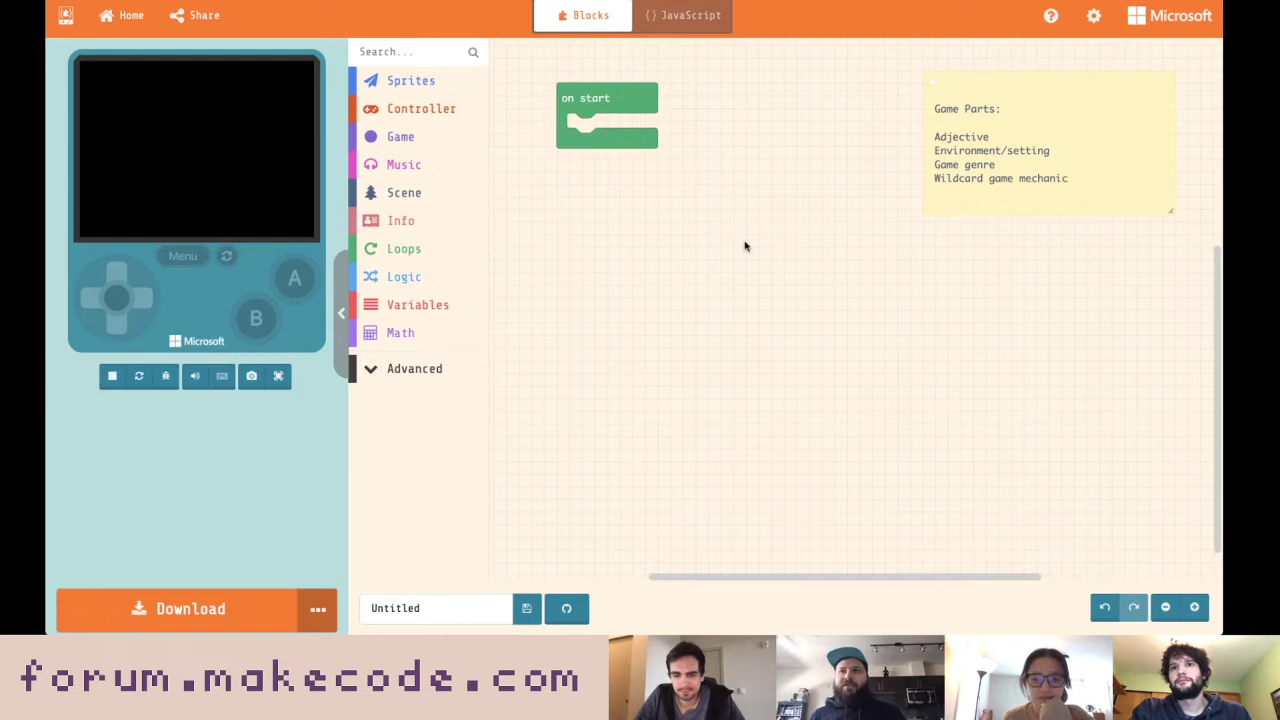 Home
Share
Blocks
{} JavaScript
Microsoft
Search...
Sprites
Controller
Game
Music
Scene
Info
Loops
Logic
Variables
Math
Advanced
on start
Game Parts:
Adjective
Environment/setting
Game genre
Wildcard game mechanic
Menu
A
B
Microsoft
Download
Untitled
forum.makecode.com